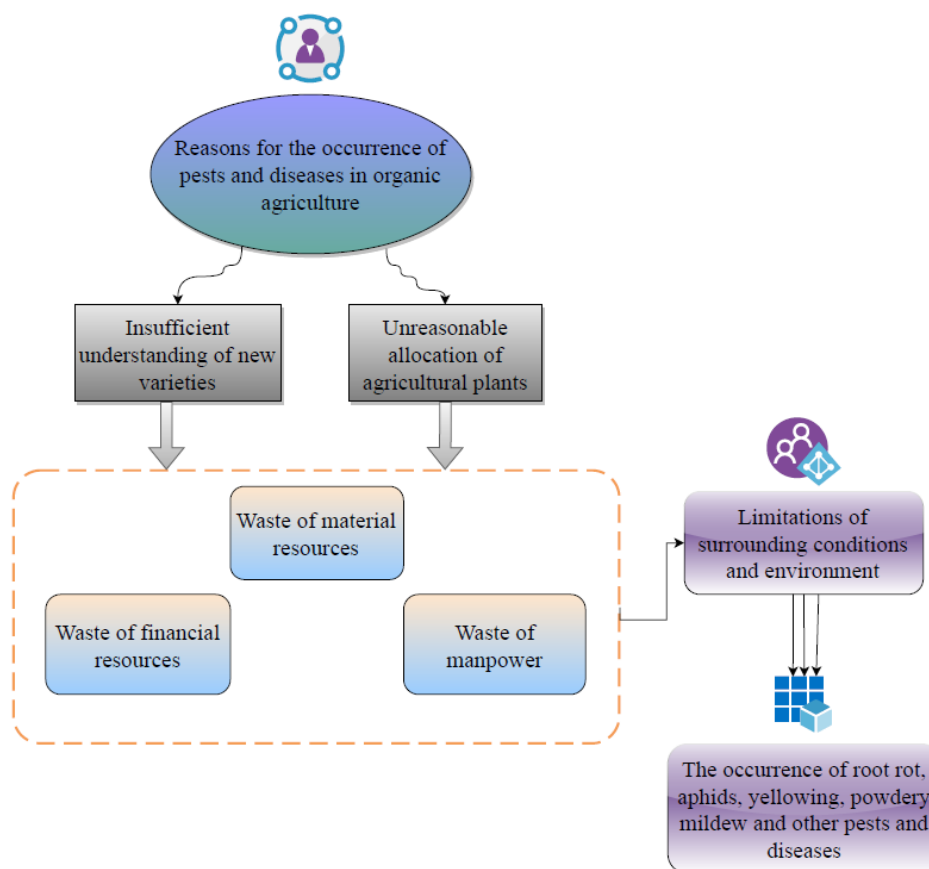 Reasons for the occurrence of
pests and diseases in organic
agriculture
Insufficient
understanding of new
varieties
Unreasonable
allocation of
agricultural plants
Waste of material
resources
Waste of financial
resources
Waste of
manpower
Limitations of
surrounding conditions
and environment
The occurrence of root rot,
aphids, yellowing, powdery
mildew and other pests and
diseases